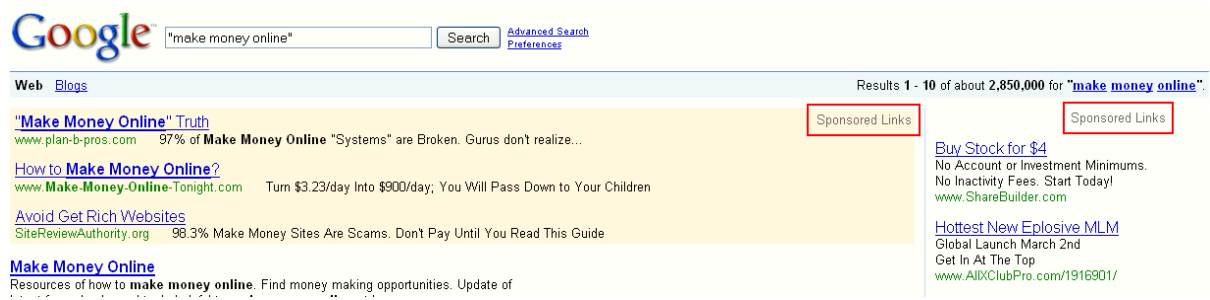 Google "make money online" Search Advanced Search
Preferences
Web Blogs Results 1 - 10 of about 2,850,000 for "make money online".
"Make Money Online" Truth Sponsored Links
www.plan-b-pros.com 97% of Make Money Online "Systems" are Broken. Gurus don't realize...
How to Make Money Online?
www.Make-Money-Online-Tonight.com Turn $3.23/day Into $900/day; You Will Pass Down to Your Children
Avoid Get Rich Websites
SiteReviewAuthority.org 98.3% Make Money Sites Are Scams. Don't Pay Until You Read This Guide
Make Money Online
Resources of how to make money online. Find money making opportunities. Update of
Sponsored Links
Buy Stock for $4
No Account or Investment Minimums.
No Inactivity Fees. Start Today!
www.ShareBuilder.com
Hottest New Eplosive MLM
Global Launch March 2nd
Get In At The Top
www.AllXClubPro.com/1916901/